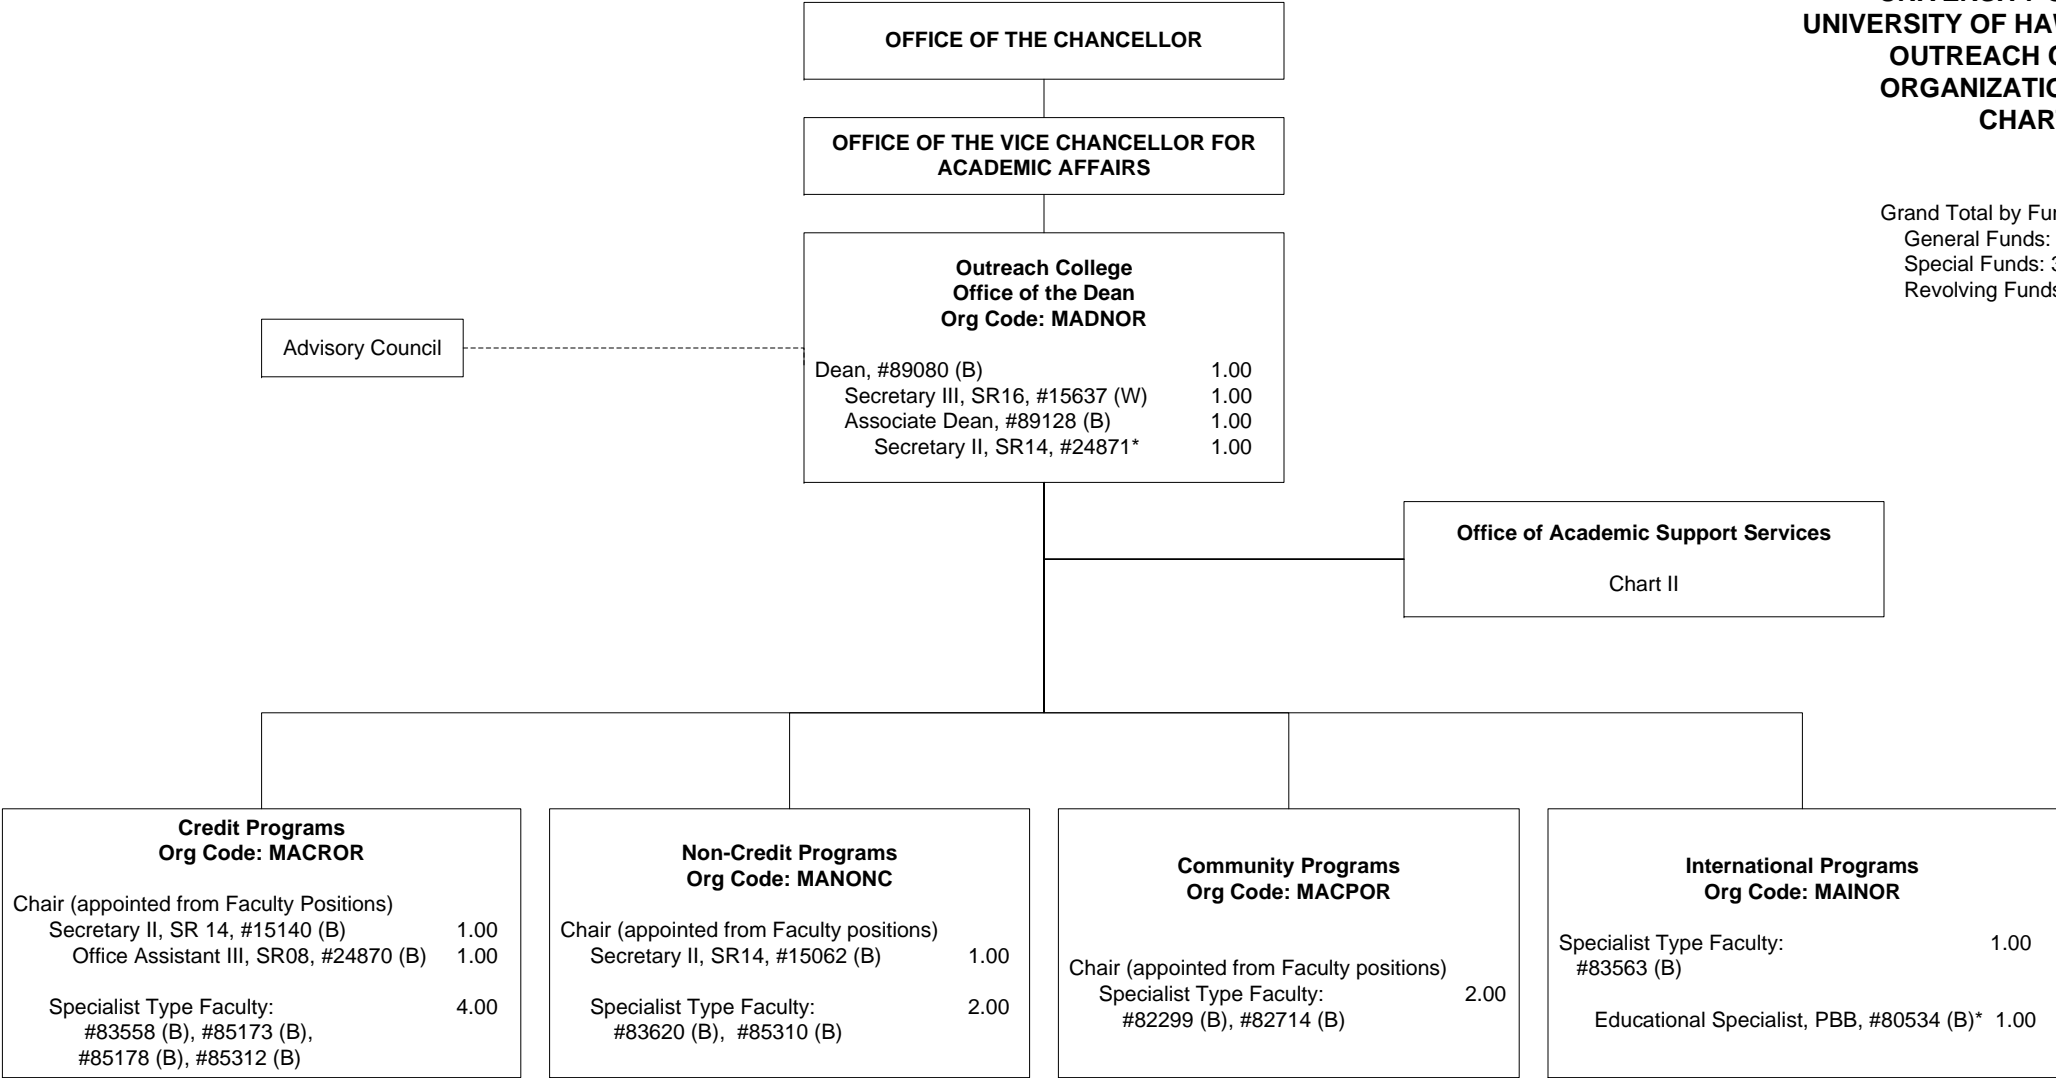 OFFICE OF THE CHANCELLOR
UNIVERSITY OF
OUTREACH
CHAR
OFFICE OF THE VICE CHANCELLOR FOR
ACADEMIC AFFAIRS
Grand Total by
General Funds:
Special Funds: 3
Revolving
Outreach College
Office of the Dean
Org Code: MADNOR
Dean, #89080 (B) 1.00
Secretary III, SR16, #15637 (W) 1.00
Associate Dean, #89128 (B) 1.00
Secretary II, SR14, #24871* 1.00
Advisory Council
Office of Academic Support Services
Chart II
Credit Programs
Org Code: MACROR
Chair (appointed from Faculty Positions)
Secretary II, SR 14, #15140 (B) 1.00
Office Assistant III, SR08, #24870 (B) 1.00
Specialist Type Faculty: 4.00
#83558 (B), #85173 (B),
#85178 (B), #85312 (B)
Non-Credit Programs
Org Code: MANONC
Chair (appointed from Faculty positions)
Secretary II, SR14, #15062 (B) 1.00
Specialist Type Faculty: 2.00
#83620 (B), #85310 (B)
Community Programs
Org Code: MACPOR
Chair (appointed from Faculty positions)
Specialist Type Faculty: 2.00
#82299 (B), #82714 (B)
International Programs
Org Code: MAINOR
Specialist Type Faculty: 1.00
#83563 (B)
Educational Specialist, PBB, #80534 (B)* 1.00